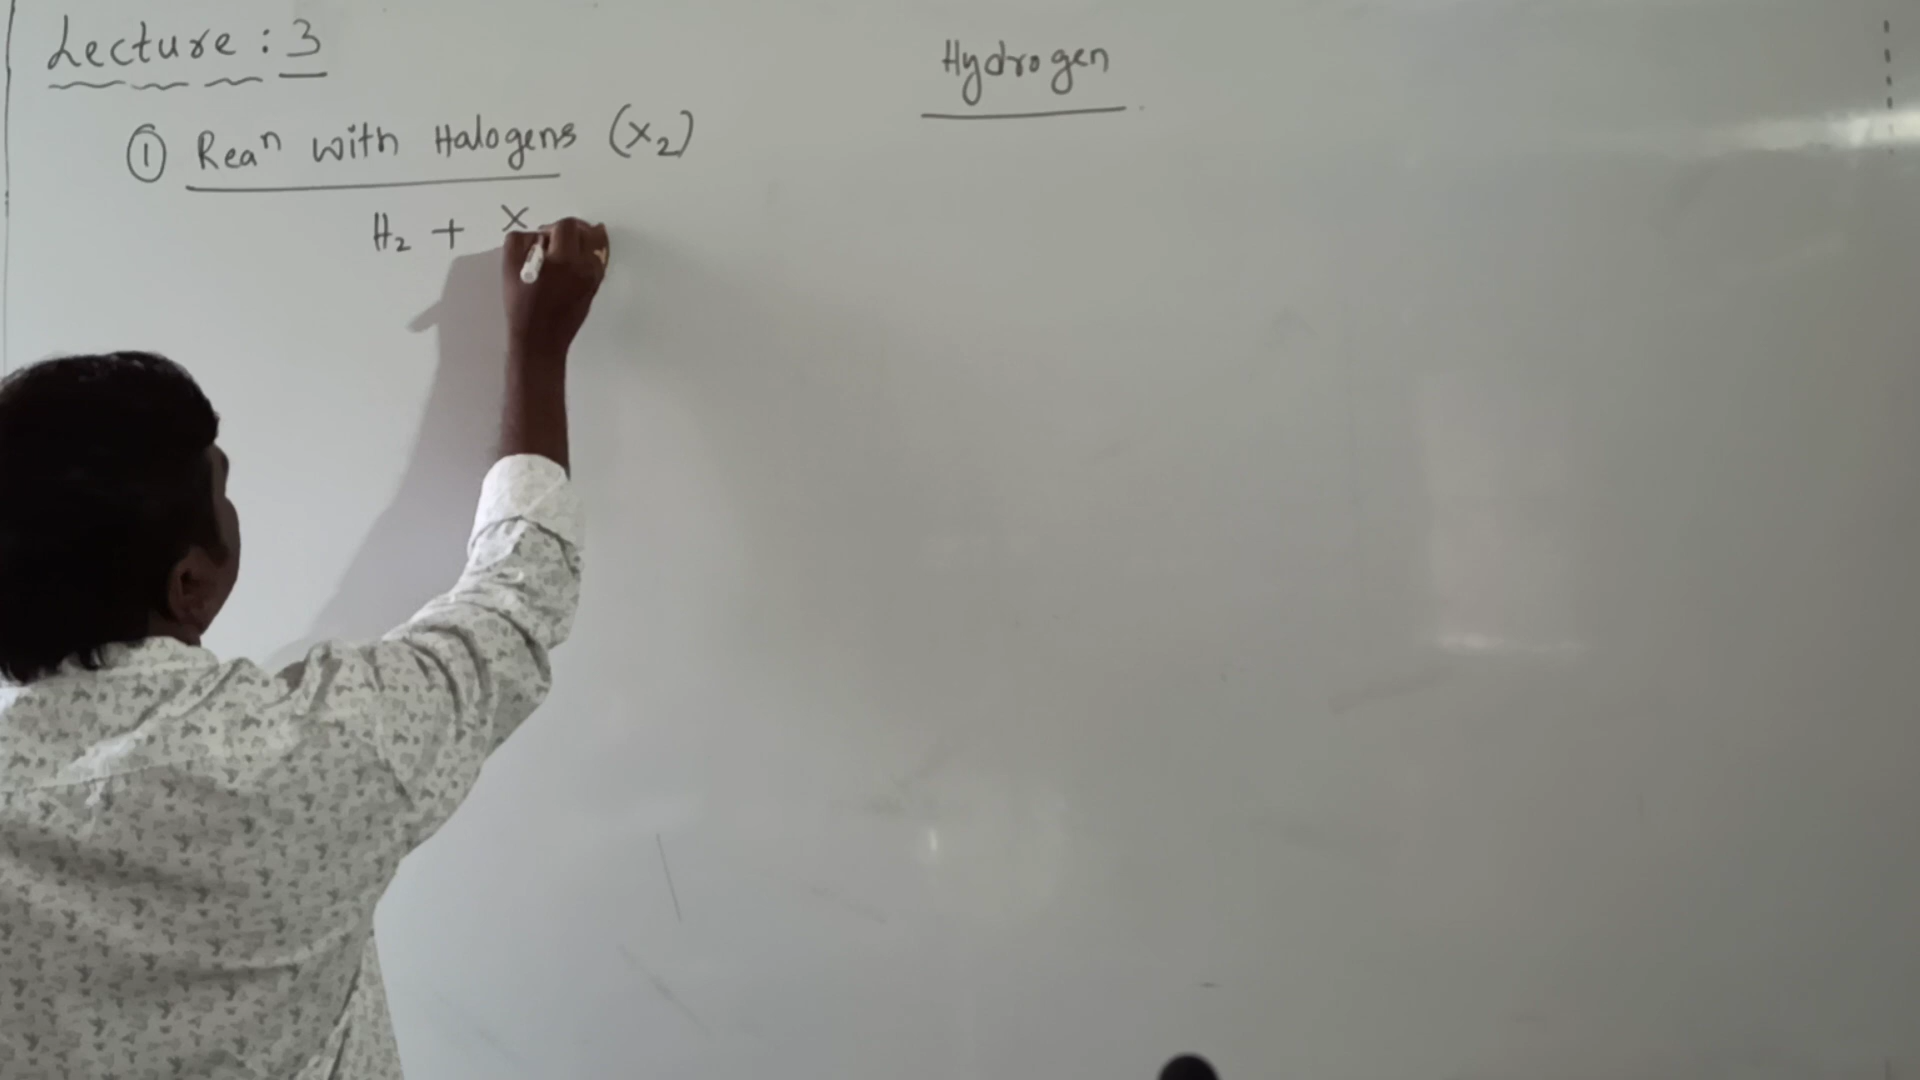 Lecture : 3
Hydrogen
① Reaⁿ with Halogens (X₂)
H₂ + X